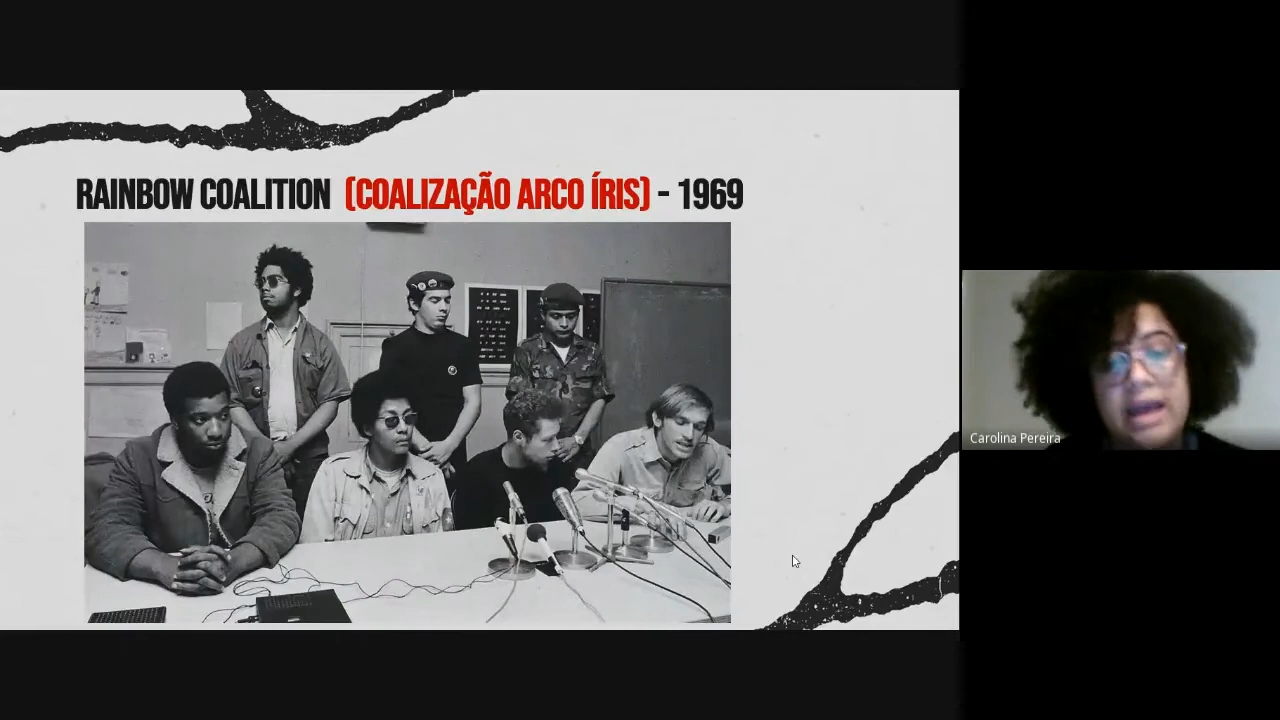 RAINBOW COALITION (COALIZAÇÃO ARCO ÍRIS) - 1969
Carolina Pereira